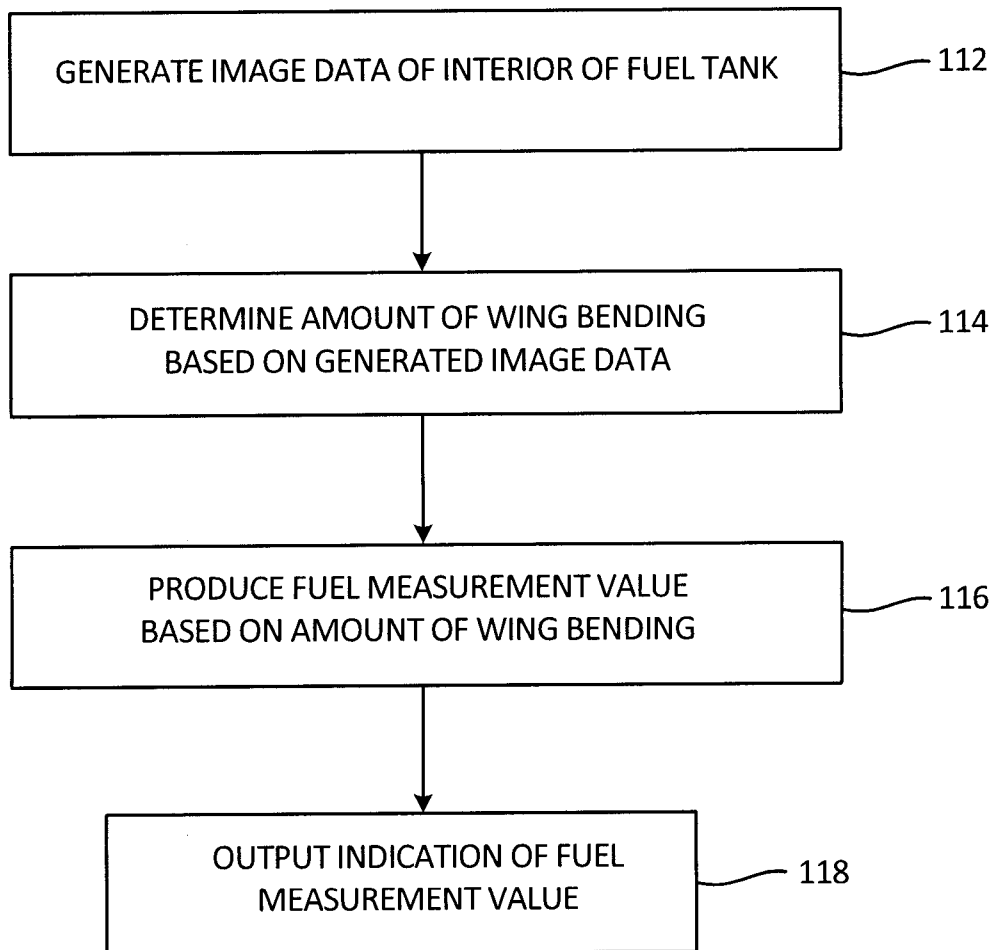 GENERATE IMAGE DATA OF INTERIOR OF FUEL TANK
112
DETERMINE AMOUNT OF WING BENDING
BASED ON GENERATED IMAGE DATA
114
PRODUCE FUEL MEASUREMENT VALUE
BASED ON AMOUNT OF WING BENDING
116
OUTPUT INDICATION OF FUEL
MEASUREMENT VALUE
118